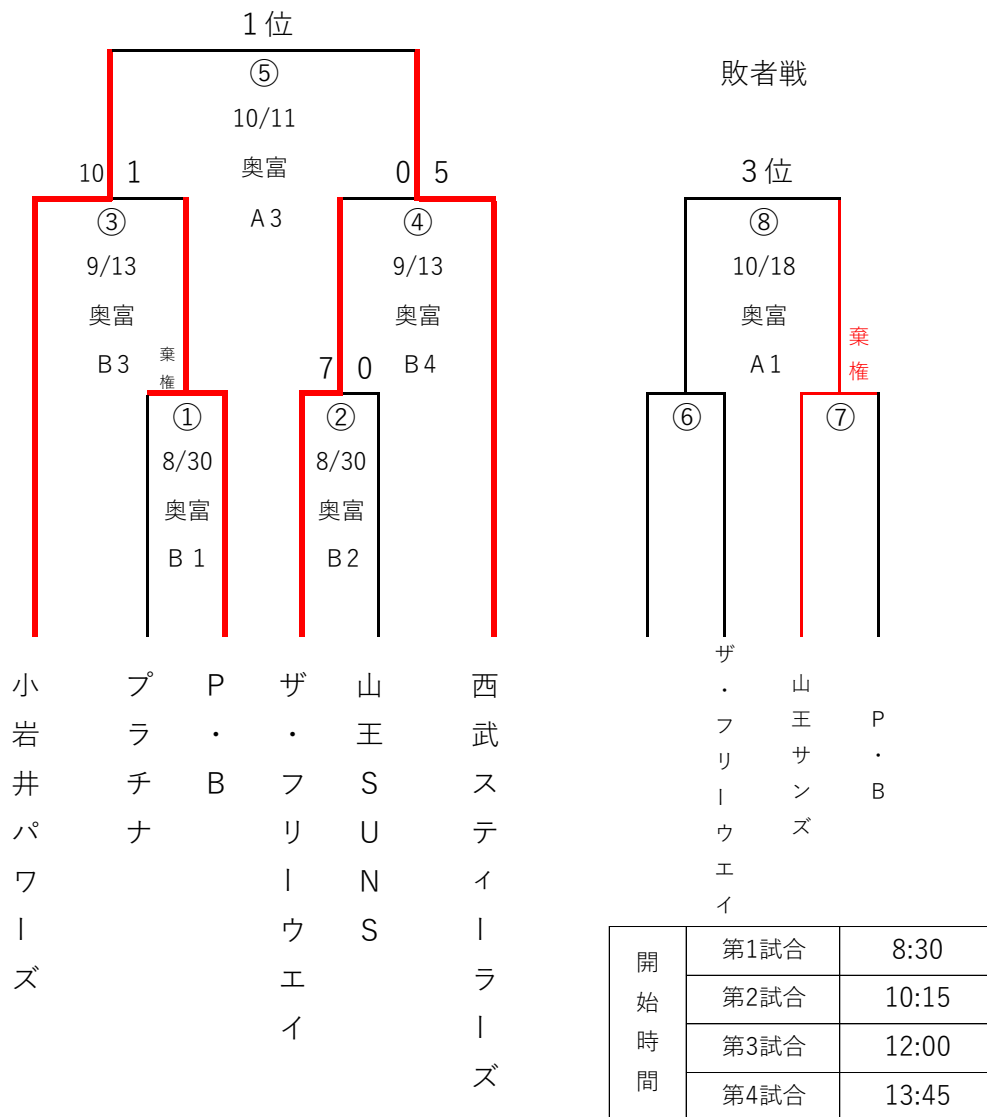 1位
⑤
10/11
奥富
A3
10 1
0 5
③
9/13
奥富
B3
④
9/13
奥富
B4
棄権
①
8/30
奥富
B1
7 0
②
8/30
奥富
B2
小岩井パワーズ
プラチナ
P・B
ザ・フリーウエイ
山王SUNS
西武スティーラーズ
敗者戦
3位
⑧
10/18
奥富
A1
棄権
⑥
⑦
ザ・フリーウエイ
山王サンズ
P・B
開始時間
第1試合 8:30
第2試合 10:15
第3試合 12:00
第4試合 13:45